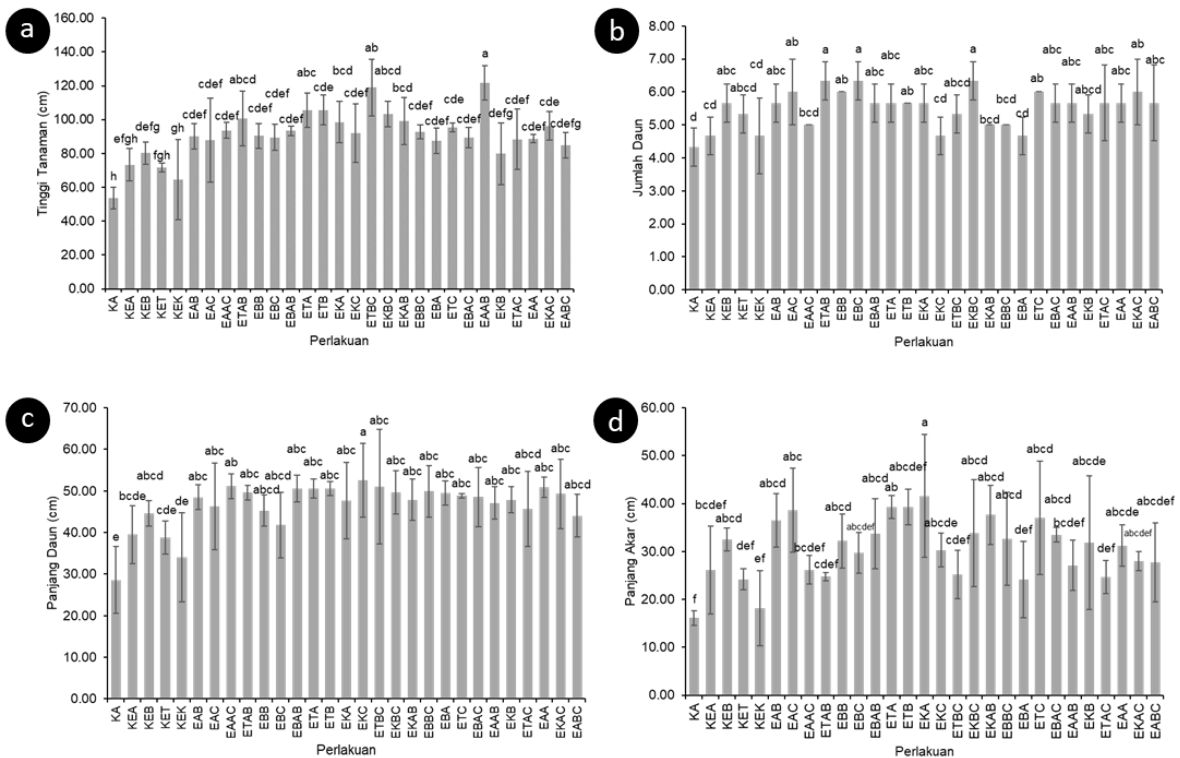 a
Tinggi Tanaman (cm)
160.00
140.00
120.00
100.00
80.00
60.00
40.00
20.00
0.00
h efgh defg fgh gh cdef cdef cdef abcd cdef cdef cdef abc cde bcd cdef ab abcd bcd cdef cdef cde cdef a defg cdef cdef cde cdefg
KA KEA KEB KET KEK EAB EAC EAAC ETAB EBB EBC EBAB ETA ETB EKA EKC ETBC EKBC EKAB EBBC EBA ETC EBAC EAAB EKB ETAC EAA EKAC EABC
Perlakuan
b
Jumlah Daun
8.00
7.00
6.00
5.00
4.00
3.00
2.00
1.00
0.00
d cd abc abcd cd abc ab bcd a ab a abc abc abc abc cd abcd a bcd bcd cd ab abc abc abcd abc abc ab abc
KA KEA KEB KET KEK EAB EAC EAAC ETAB EBB EBC EBAB ETA ETB EKA EKC ETBC EKBC EKAB EBBC EBA ETC EBAC EAAB EKB ETAC EAA EKAC EABC
Perlakuan
c
Panjang Daun (cm)
70.00
60.00
50.00
40.00
30.00
20.00
10.00
0.00
e bcde abcd cde de abc abc ab abc abcd abcd abc abc abc abc a abc abc abc abc abc abc abc abc abc abc abc abc abcd
KA KEA KEB KET KEK EAB EAC EAAC ETAB EBB EBC EBAB ETA ETB EKA EKC ETBC EKBC EKAB EBBC EBA ETC EBAC EAAB EKB ETAC EAA EKAC EABC
Perlakuan
d
Panjang Akar (cm)
60.00
50.00
40.00
30.00
20.00
10.00
0.00
f bcdef abcd def ef abc abc bcdef cdef abcd abcdef abcd ab abcdef a abcde cdef abcd abc abcd def abcd abcd bcdef abcde def abcde abcdef abcdef
KA KEA KEB KET KEK EAB EAC EAAC ETAB EBB EBC EBAB ETA ETB EKA EKC ETBC EKBC EKAB EBBC EBA ETC EBAC EAAB EKB ETAC EAA EKAC EABC
Perlakuan